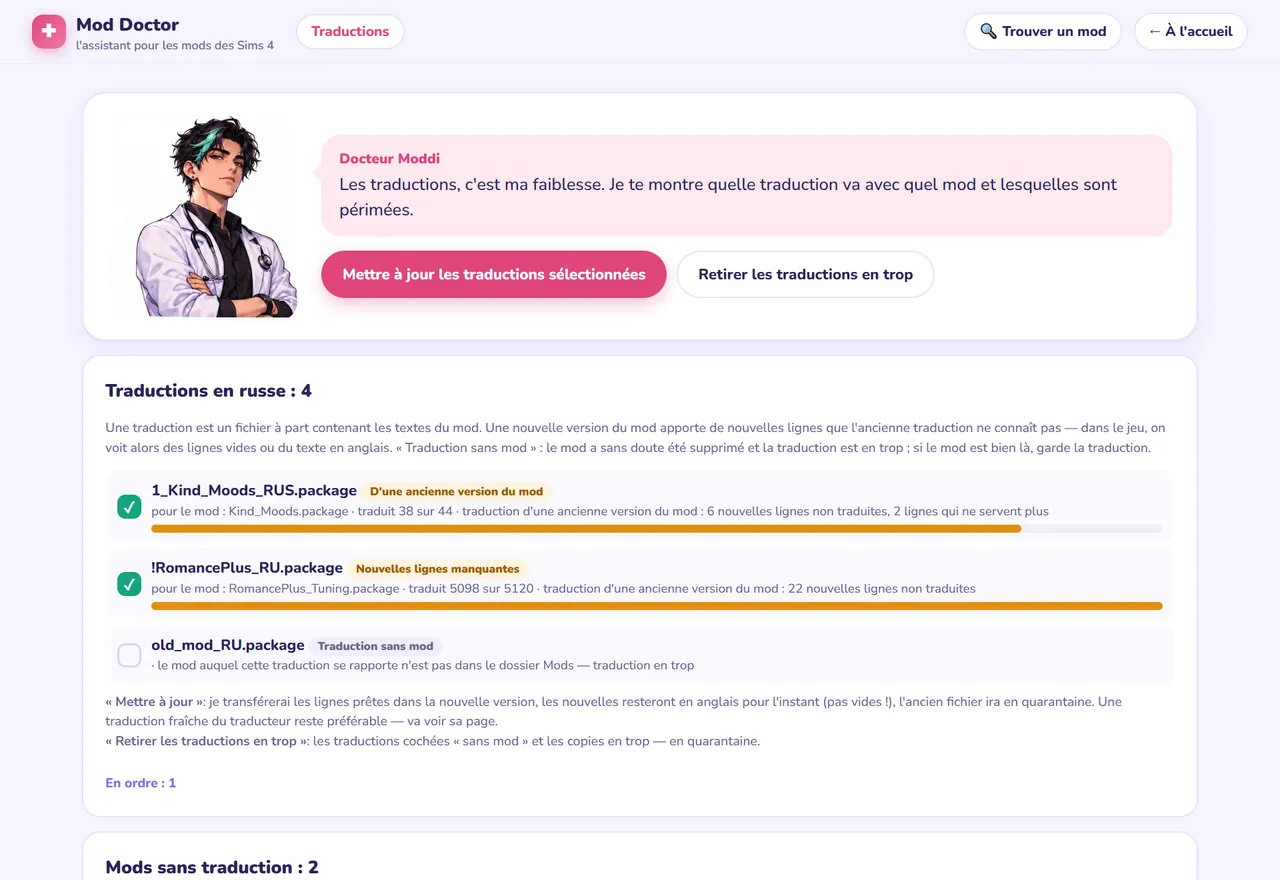 Mod Doctor
l'assistant pour les mods des Sims 4
Traductions
Trouver un mod
← À l'accueil
Docteur Moddi
Les traductions, c'est ma faiblesse. Je te montre quelle traduction va avec quel mod et lesquelles sont
périmées.
Mettre à jour les traductions sélectionnées
Retirer les traductions en trop
Traductions en russe : 4
Une traduction est un fichier à part contenant les textes du mod. Une nouvelle version du mod apporte de nouvelles lignes que l'ancienne traduction ne connaît pas — dans le jeu, on
voit alors des lignes vides ou du texte en anglais. « Traduction sans mod » : le mod a sans doute été supprimé et la traduction est en trop ; si le mod est bien là, garde la traduction.
1_Kind_Moods_RUS.package D'une ancienne version du mod
pour le mod : Kind_Moods.package · traduit 38 sur 44 · traduction d'une ancienne version du mod : 6 nouvelles lignes non traduites, 2 lignes qui ne servent plus
!RomancePlus_RU.package Nouvelles lignes manquantes
pour le mod : RomancePlus_Tuning.package · traduit 5098 sur 5120 · traduction d'une ancienne version du mod : 22 nouvelles lignes non traduites
old_mod_RU.package Traduction sans mod
· le mod auquel cette traduction se rapporte n'est pas dans le dossier Mods — traduction en trop
« Mettre à jour »: je transférerai les lignes prêtes dans la nouvelle version, les nouvelles resteront en anglais pour l'instant (pas vides !), l'ancien fichier ira en quarantaine. Une
traduction fraîche du traducteur reste préférable — va voir sa page.
« Retirer les traductions en trop »: les traductions cochées « sans mod » et les copies en trop — en quarantaine.
En ordre : 1
Mods sans traduction : 2